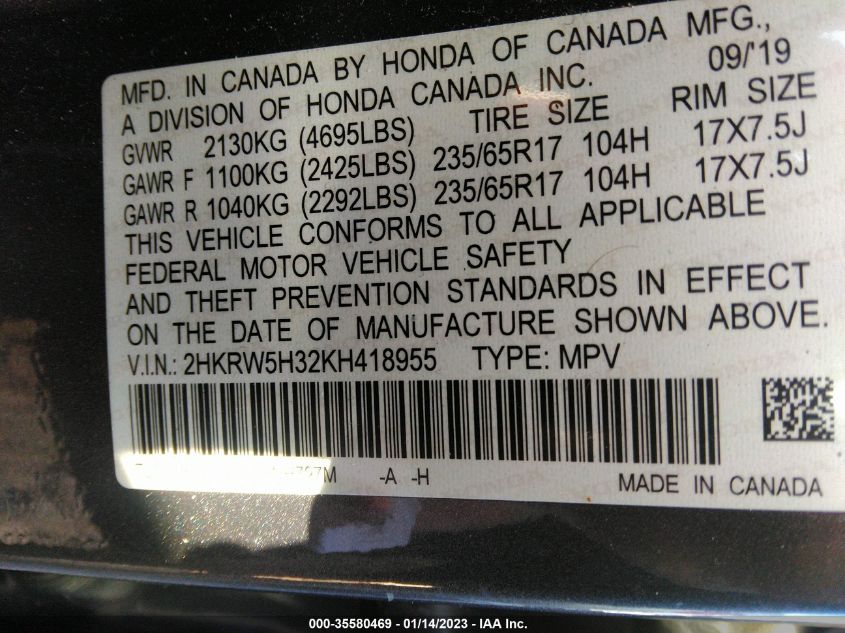 MFD. IN CANADA BY HONDA OF CANADA MFG.,
A DIVISION OF HONDA CANADA INC. 09/'19
GVWR 2130KG (4695LBS) TIRE SIZE RIM SIZE
GAWR F 1100KG (2425LBS) 235/65R17 104H 17X7.5J
GAWR R 1040KG (2292LBS) 235/65R17 104H 17X7.5J
THIS VEHICLE CONFORMS TO ALL APPLICABLE
FEDERAL MOTOR VEHICLE SAFETY
AND THEFT PREVENTION STANDARDS IN EFFECT
ON THE DATE OF MANUFACTURE SHOWN ABOVE.
V.I.N.: 2HKRW5H32KH418955 TYPE: MPV
-A -H
MADE IN CANADA
000-35580469 - 01/14/2023 - IAA Inc.